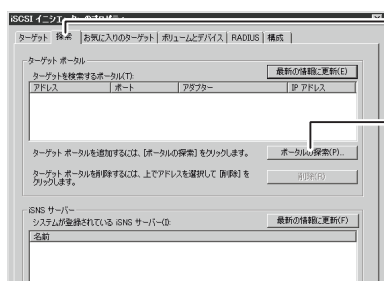 iSCSI イニシエーターのプロパティ
ターゲット 探索 お気に入りのターゲット ボリュームとデバイス RADIUS 構成
ターゲット ポータル
ターゲットを検索するポータル(T): 最新の情報に更新(E)
アドレス ポート アダプター IP アドレス
ターゲット ポータルを追加するには、[ポータルの探索] をクリックします。 ポータルの探索(P)...
ターゲット ポータルを削除するには、上でアドレスを選択して [削除] を 削除(R)
クリックします。
iSNS サーバー
システムが登録されている iSNS サーバー(I): 最新の情報に更新(F)
名前